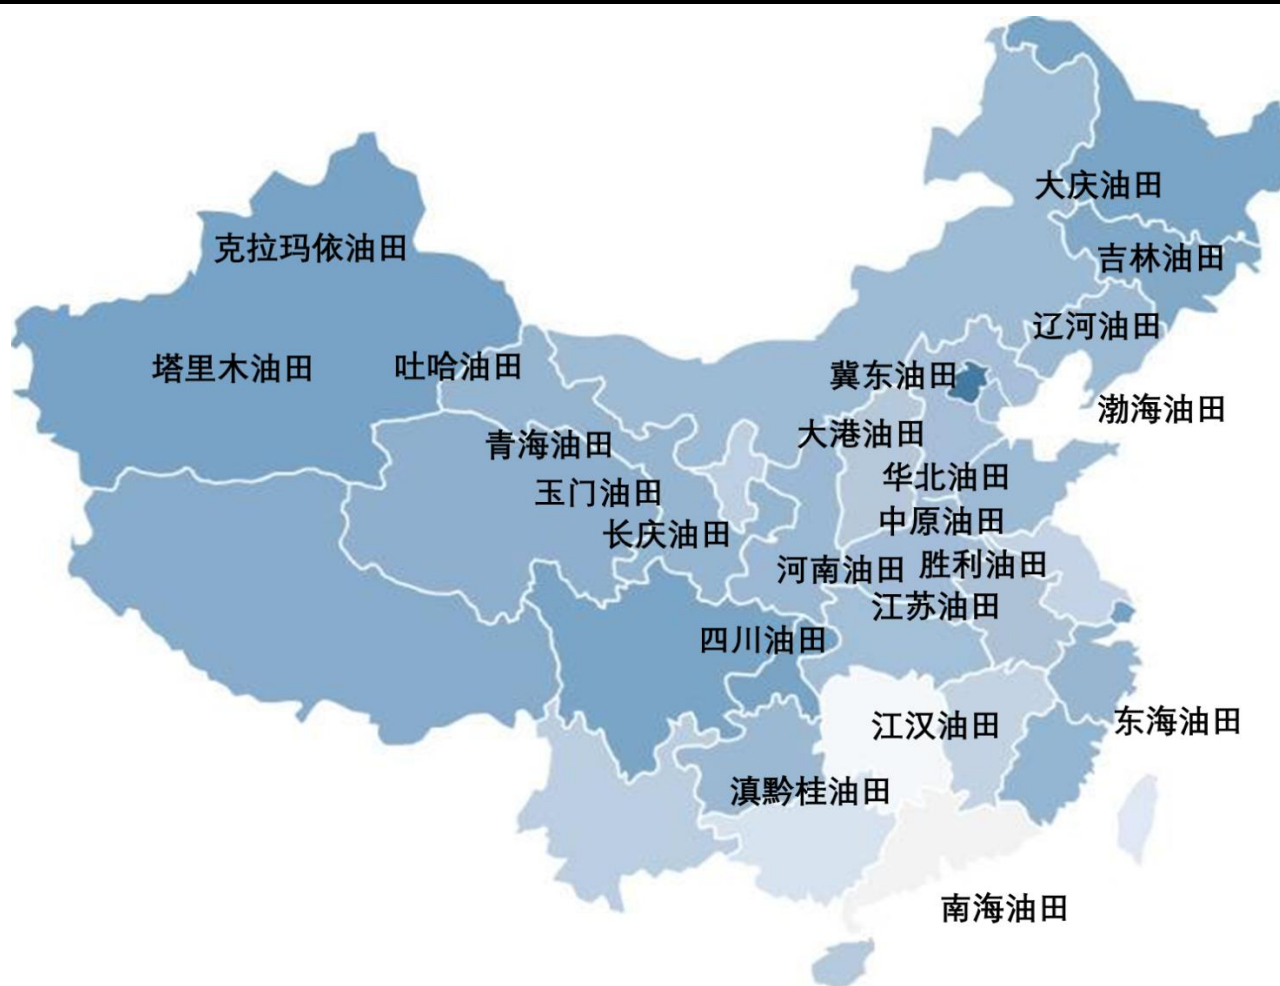 大庆油田
克拉玛依油田
吉林油田
辽河油田
塔里木油田
吐哈油田
冀东油田
渤海油田
青海油田
大港油田
华北油田
玉门油田
中原油田
长庆油田
河南油田
胜利油田
江苏油田
四川油田
江汉油田
东海油田
滇黔桂油田
南海油田